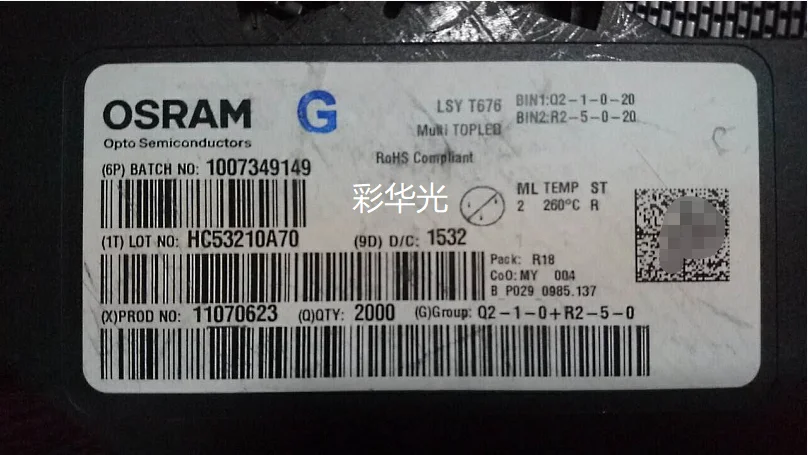 OSRAM G
Opto Semiconductors
LSY T676 BIN1:Q2-1-0-20
Multi TOPLED BIN2:R2-5-0-20
RoHS Compliant
(6P) BATCH NO: 1007349149
彩华光
ML TEMP ST
2 260°C R
(1T) LOT NO: HC53210A70 (9D) D/C: 1532
Pack: R18
CoO: MY 004
B_P029_0985.137
(X)PROD NO: 11070623 (Q)QTY: 2000 (G)Group: Q2-1-0+R2-5-0